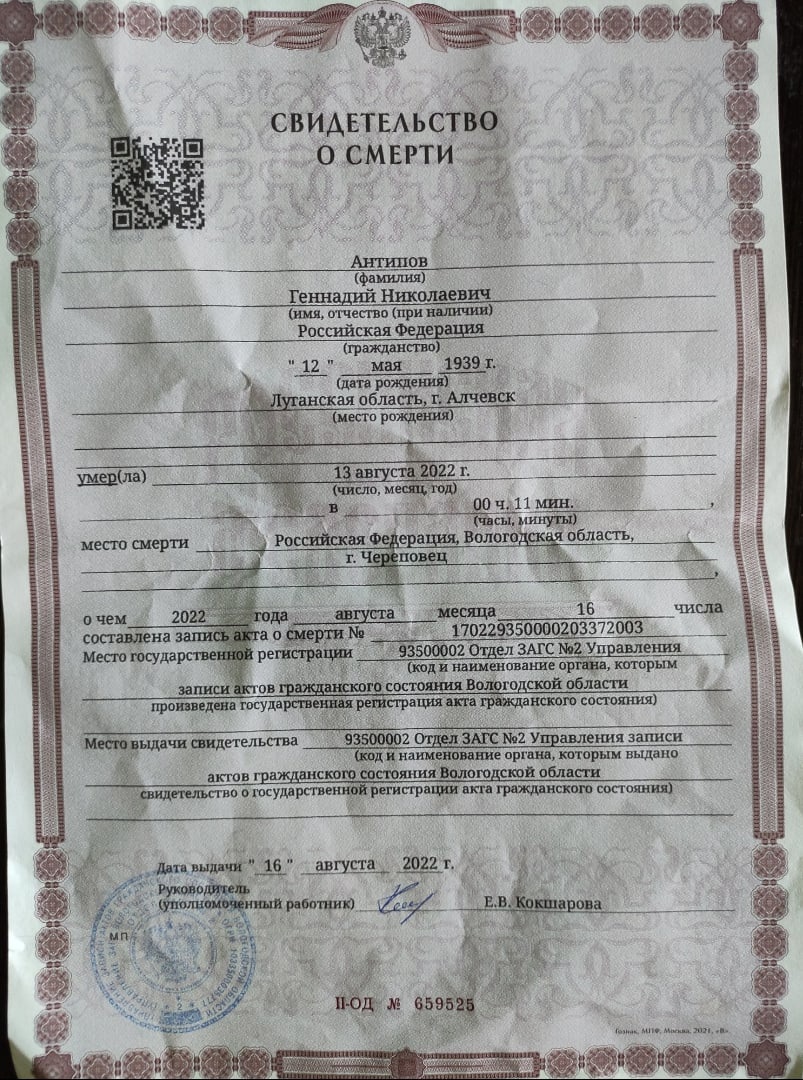 СВИДЕТЕЛЬСТВО
О СМЕРТИ
Антипов
(фамилия)
Геннадий Николаевич
(имя, отчество (при наличии)
Российская Федерация
(гражданство)
" 12 " мая 1939 г.
(дата рождения)
Луганская область, г. Алчевск
(место рождения)
умер(ла) 13 августа 2022 г.
(число, месяц, год)
в 00 ч. 11 мин. ,
(часы, минуты)
место смерти Российская Федерация, Вологодская область,
г. Череповец
,
о чем 2022 года августа месяца 16 числа
составлена запись акта о смерти № 170229350000203372003
Место государственной регистрации 93500002 Отдел ЗАГС №2 Управления
(код и наименование органа, которым
записи актов гражданского состояния Вологодской области
произведена государственная регистрация акта гражданского состояния)
Место выдачи свидетельства 93500002 Отдел ЗАГС №2 Управления записи
(код и наименование органа, которым выдано
актов гражданского состояния Вологодской области
свидетельство о государственной регистрации акта гражданского состояния)
Дата выдачи " 16 " августа 2022 г.
Руководитель
(уполномоченный работник) Е.В. Кокшарова
МП
II-ОД № 659525
Гознак, МПФ, Москва, 2021, «В».